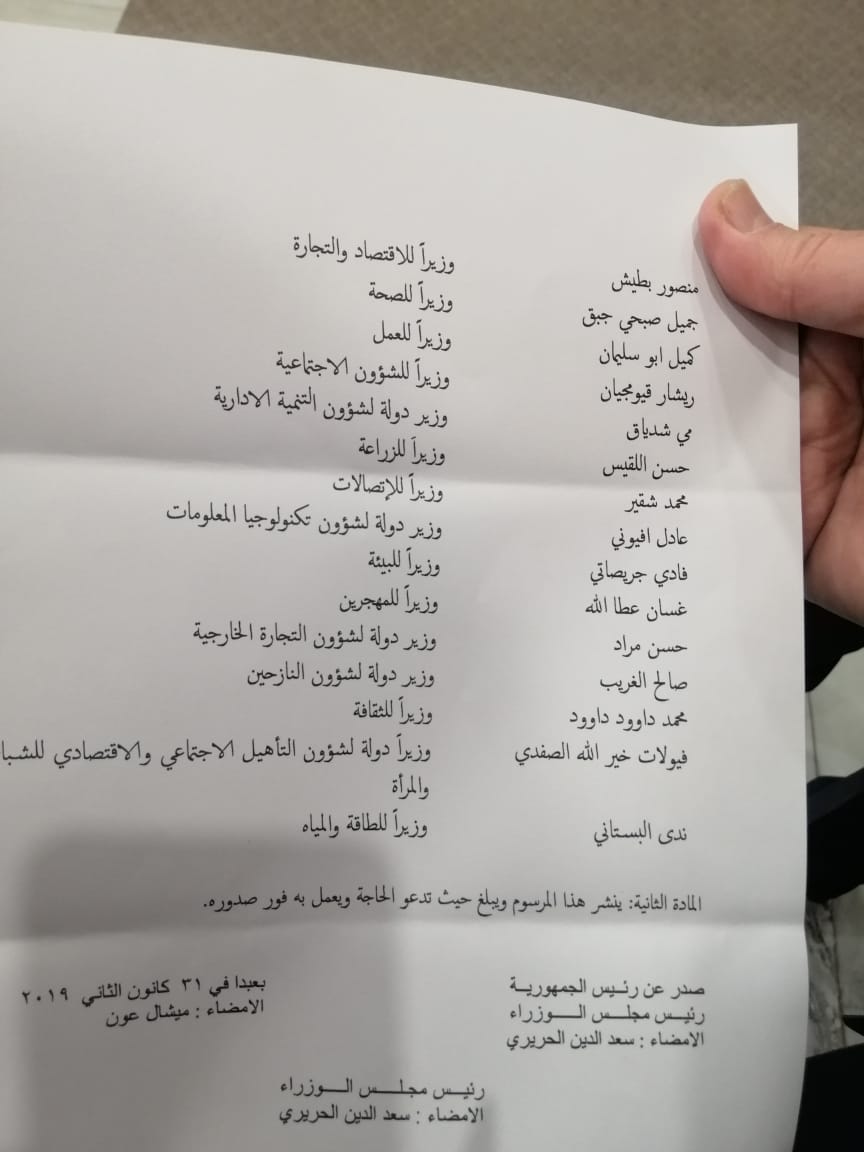 منصور بطيش وزيراً للاقتصاد والتجارة
جميل صبحي جبق وزيراً للصحة
كميل ابو سليمان وزيراً للعمل
ريشار قيومجيان وزيراً للشؤون الاجتماعية
مي شدياق وزير دولة لشؤون التنمية الادارية
حسن اللقيس وزيراً للزراعة
محمد شقير وزيراً للإتصالات
عادل افيوني وزير دولة لشؤون تكنولوجيا المعلومات
فادي جريصاتي وزيراً للبيئة
غسان عطا الله وزيراً للمهجرين
حسن مراد وزير دولة لشؤون التجارة الخارجية
صالح الغريب وزير دولة لشؤون النازحين
محمد داوود داوود وزيراً للثقافة
فيولات خير الله الصفدي وزيراً دولة لشؤون التأهيل الاجتماعي والاقتصادي للشبا
والمرأة
ندى البستاني وزيراً للطاقة والمياه
المادة الثانية: ينشر هذا المرسوم ويبلغ حيث تدعو الحاجة ويعمل به فور صدوره.
صدر عن رئيس الجمهورية بعبدا في ٣١ كانون الثاني ٢٠١٩
رئيس مجلس الوزراء الامضاء : ميشال عون
الامضاء : سعد الدين الحريري
رئيس مجلس الوزراء
الامضاء : سعد الدين الحريري